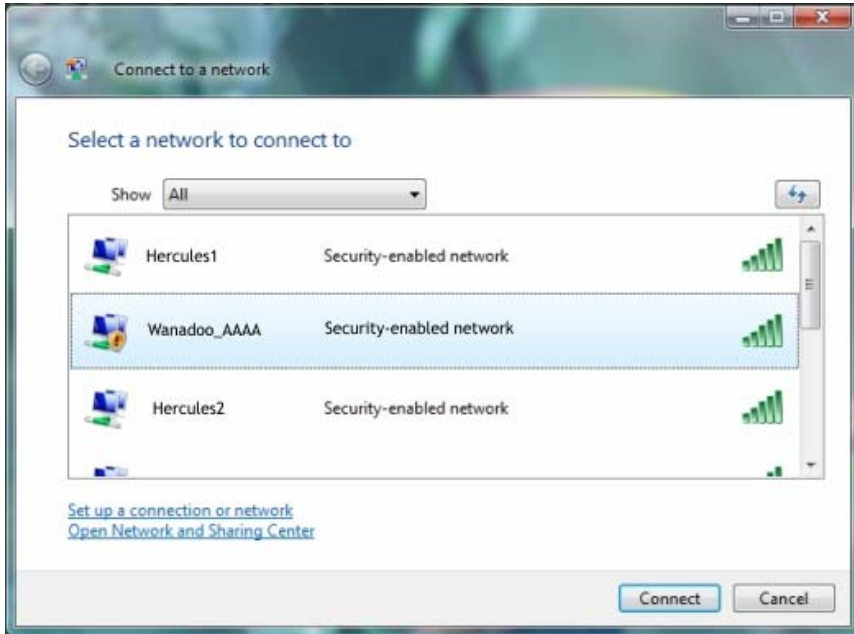 Connect to a network
Select a network to connect to
Show All
Hercules1 Security-enabled network
Wanadoo_AAAA Security-enabled network
Hercules2 Security-enabled network
Set up a connection or network
Open Network and Sharing Center
Connect Cancel